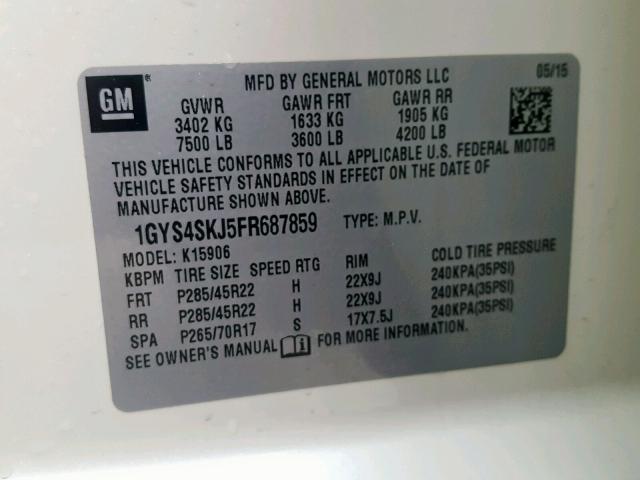 GM
MFD BY GENERAL MOTORS LLC 05/15
GVWR GAWR FRT GAWR RR
3402 KG 1633 KG 1905 KG
7500 LB 3600 LB 4200 LB
THIS VEHICLE CONFORMS TO ALL APPLICABLE U.S. FEDERAL MOTOR
VEHICLE SAFETY STANDARDS IN EFFECT ON THE DATE OF
MANUFACTURE SHOWN ABOVE.
1GYS4SKJ5FR687859 TYPE: M.P.V.
MODEL: K15906
KBPM TIRE SIZE SPEED RTG RIM COLD TIRE PRESSURE
FRT P285/45R22 H 22X9J 240KPA(35PSI)
RR P285/45R22 H 22X9J 240KPA(35PSI)
SPA P265/70R17 S 17X7.5J 240KPA(35PSI)
SEE OWNER'S MANUAL FOR MORE INFORMATION.